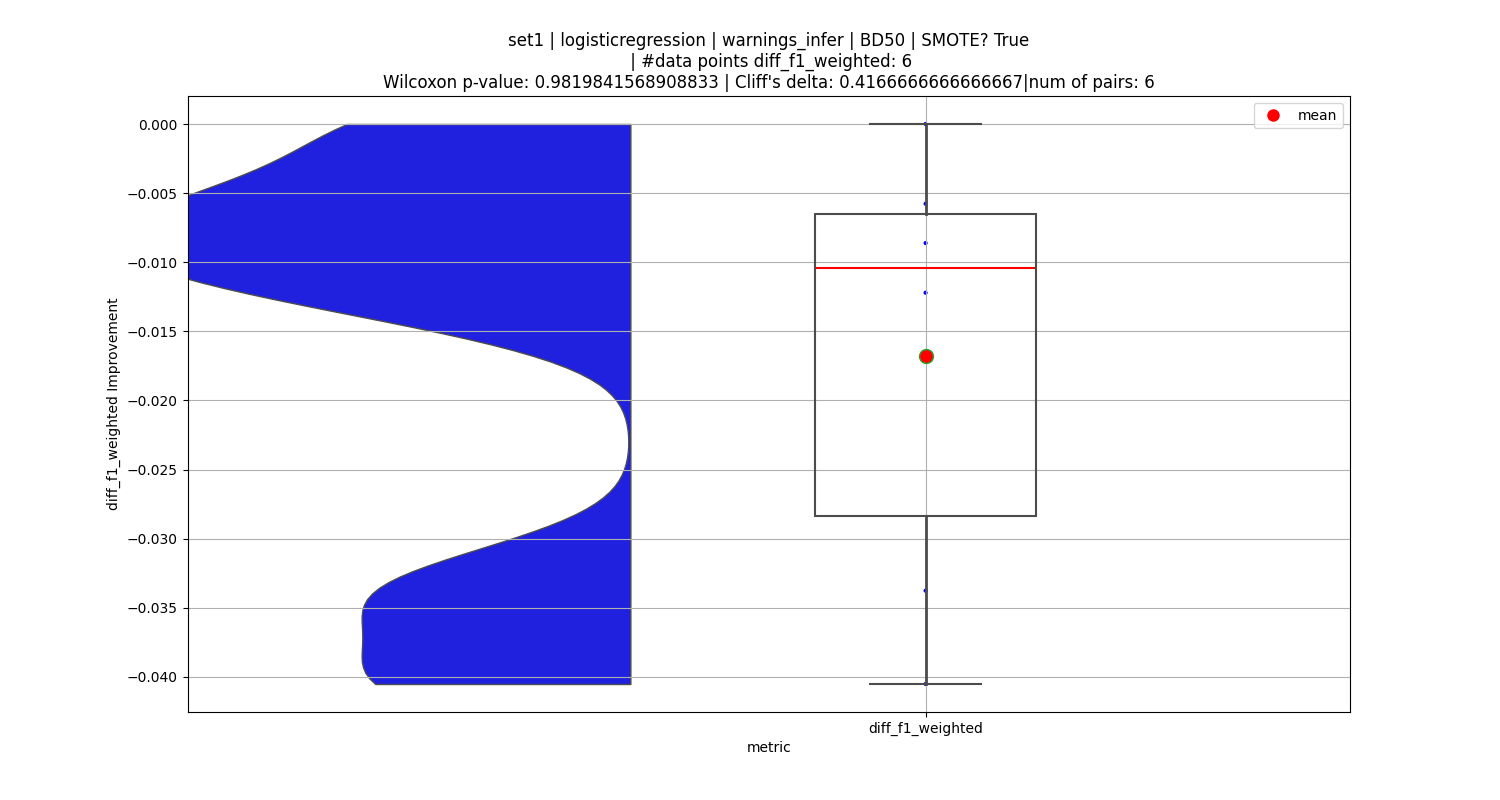 set1 | logisticregression | warnings_infer | BD50 | SMOTE? True
| #data points diff_f1_weighted: 6
Wilcoxon p-value: 0.9819841568908833 | Cliff's delta: 0.4166666666666667|num of pairs: 6
mean
0.000
−0.005
−0.010
−0.015
−0.020
−0.025
−0.030
−0.035
−0.040
diff_f1_weighted Improvement
diff_f1_weighted
metric